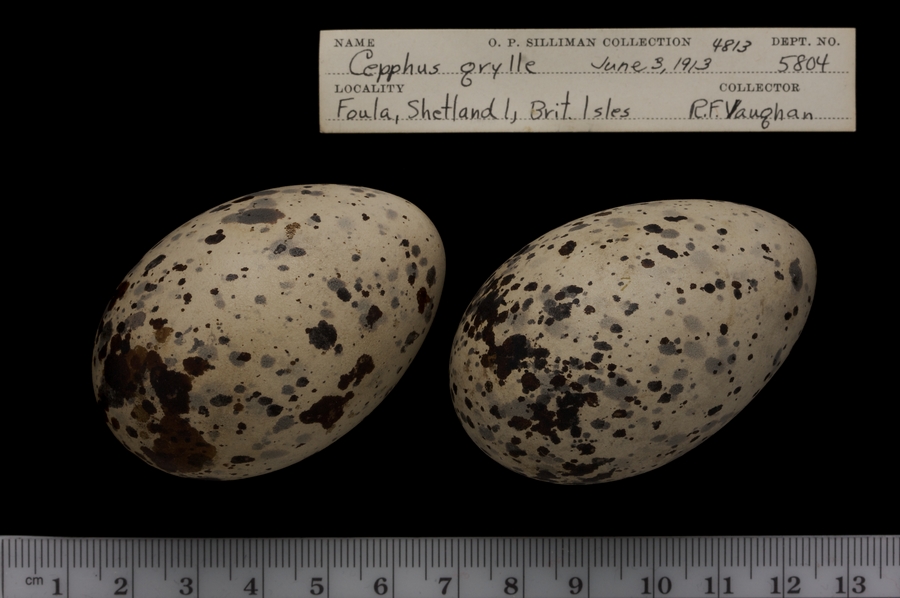 NAME O. P. SILLIMAN COLLECTION 4813 DEPT. NO.
Cepphus grylle June 3, 1913 5804
LOCALITY COLLECTOR
Foula, Shetland I, Brit. Isles R.F. Vaughan
cm 1 2 3 4 5 6 7 8 9 10 11 12 13